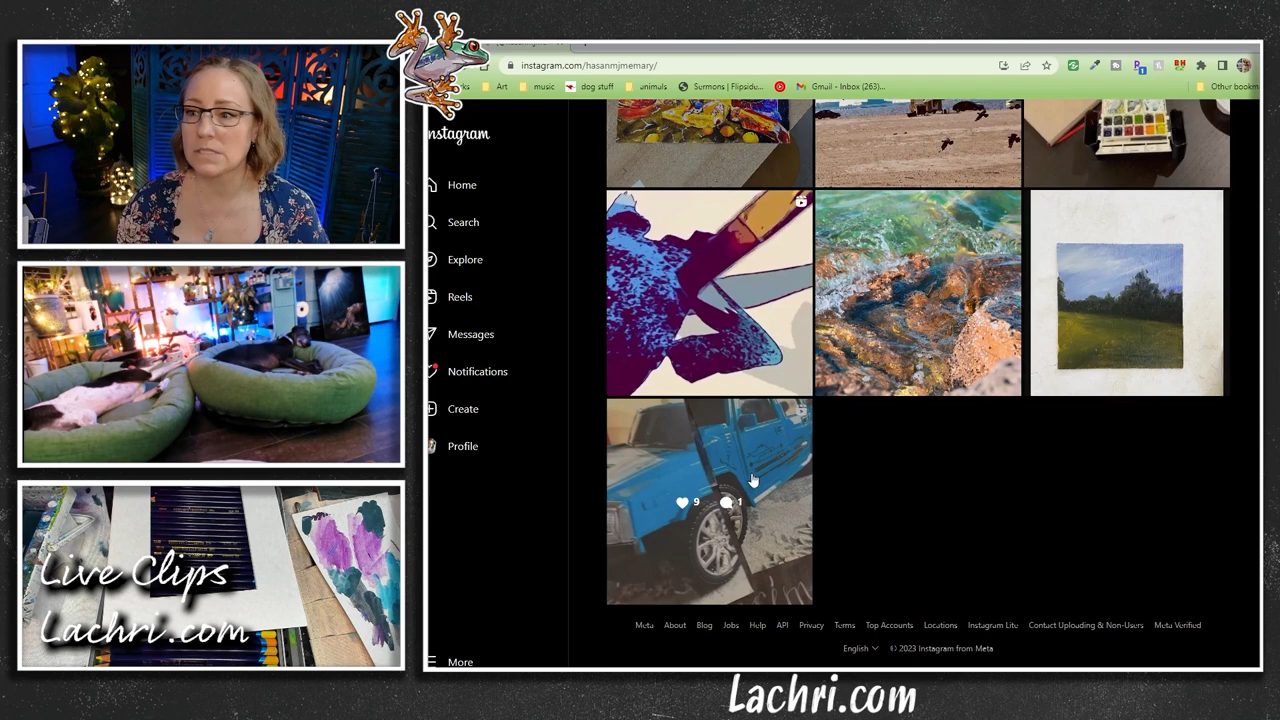 instagram.com/hasanmjmemary/
ks
Art
music
dog stuff
animals
Sermons | Flipside...
Gmail - Inbox (263)...
Other bookm
nstagram
Home
Search
Explore
Reels
Messages
Notifications
Create
Profile
More
9 1
Meta About Blog Jobs Help API Privacy Terms Top Accounts Locations Instagram Lite Contact Uploading & Non-Users Meta Verified
English © 2023 Instagram from Meta
Live Clips
Lachri.com
Lachri.com